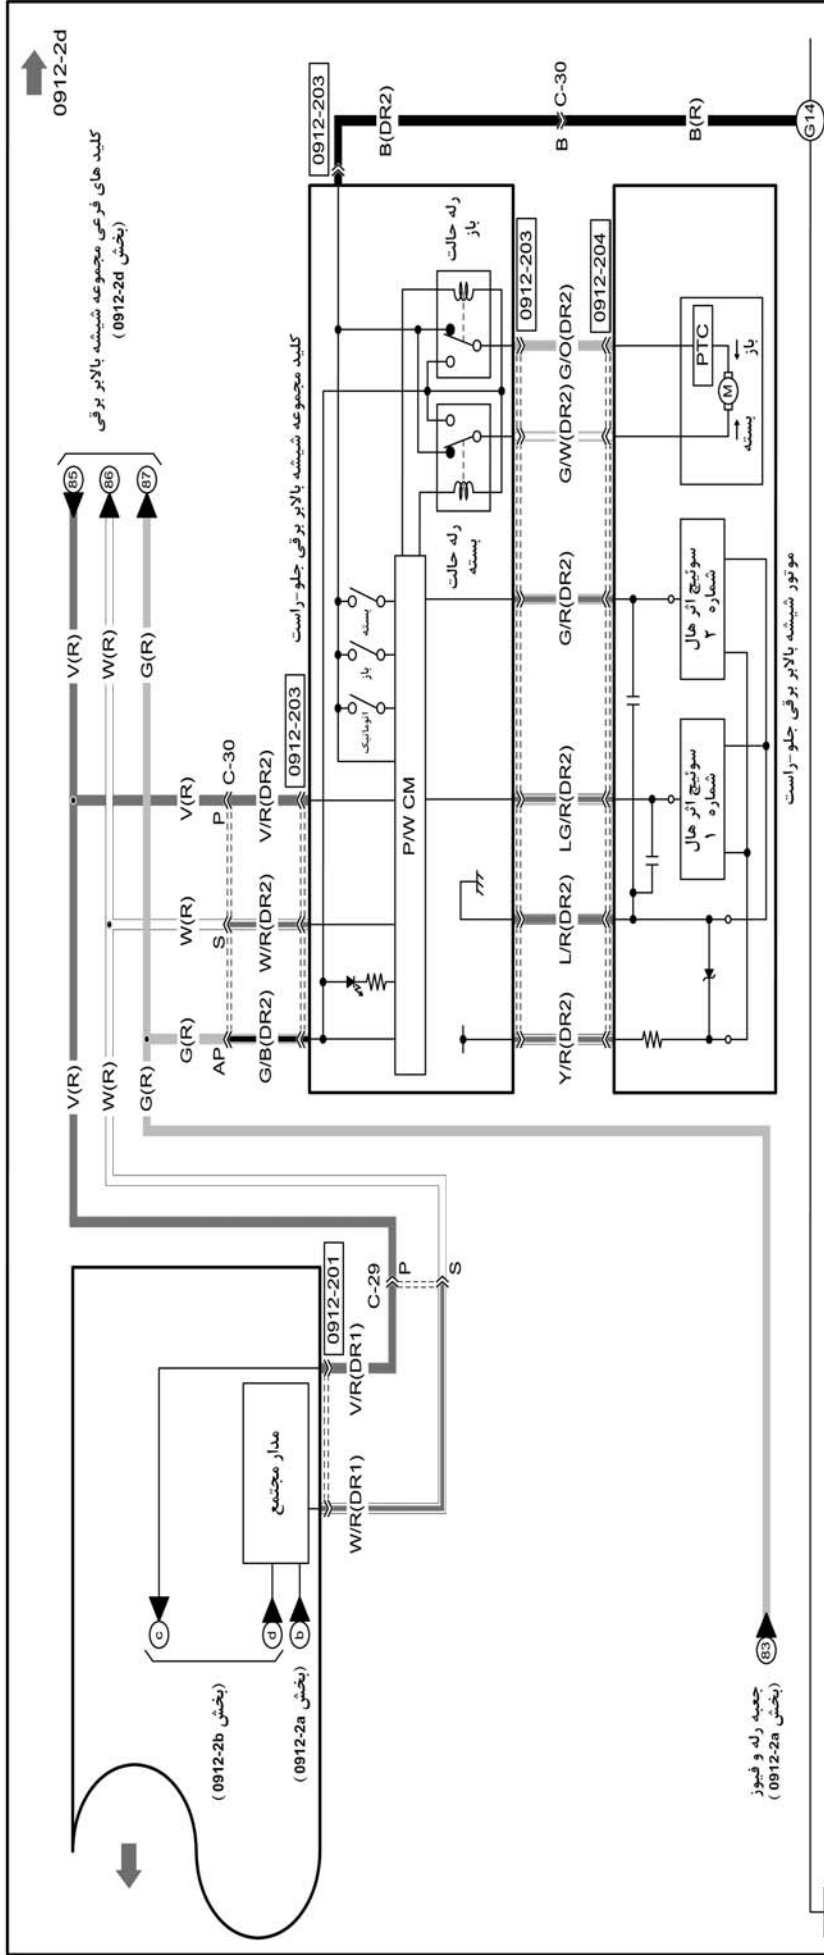 0912-2d
کلید های فرعی مجموعه شیشه بالابر برقی
(بخش 0912-2d)
85
86
87
V(R)
W(R)
G(R)
V(R)
W(R)
G(R)
V(R)
W(R)
G(R)
P
S
AP
C-30
V/R(DR2)
W/R(DR2)
G/B(DR2)
0912-203
کلید مجموعه شیشه بالابر برقی جلو-راست
0912-203
B(DR2)
B
C-30
B(R)
G14
اتوماتیک
باز
بسته
P/W CM
رله حالت
بسته
رله حالت
باز
0912-203
Y/R(DR2)
L/R(DR2)
LG/R(DR2)
G/R(DR2)
G/W(DR2)
G/O(DR2)
0912-204
سوئیچ اثر هال
شماره ۱
سوئیچ اثر هال
شماره ۲
PTC
M
بسته
باز
موتور شیشه بالابر برقی جلو-راست
مدار مجتمع
c
d
b
(بخش 0912-2b)
(بخش 0912-2a)
0912-201
W/R(DR1)
V/R(DR1)
C-29
P
S
83
جعبه رله و فیوز
(بخش 0912-2a)